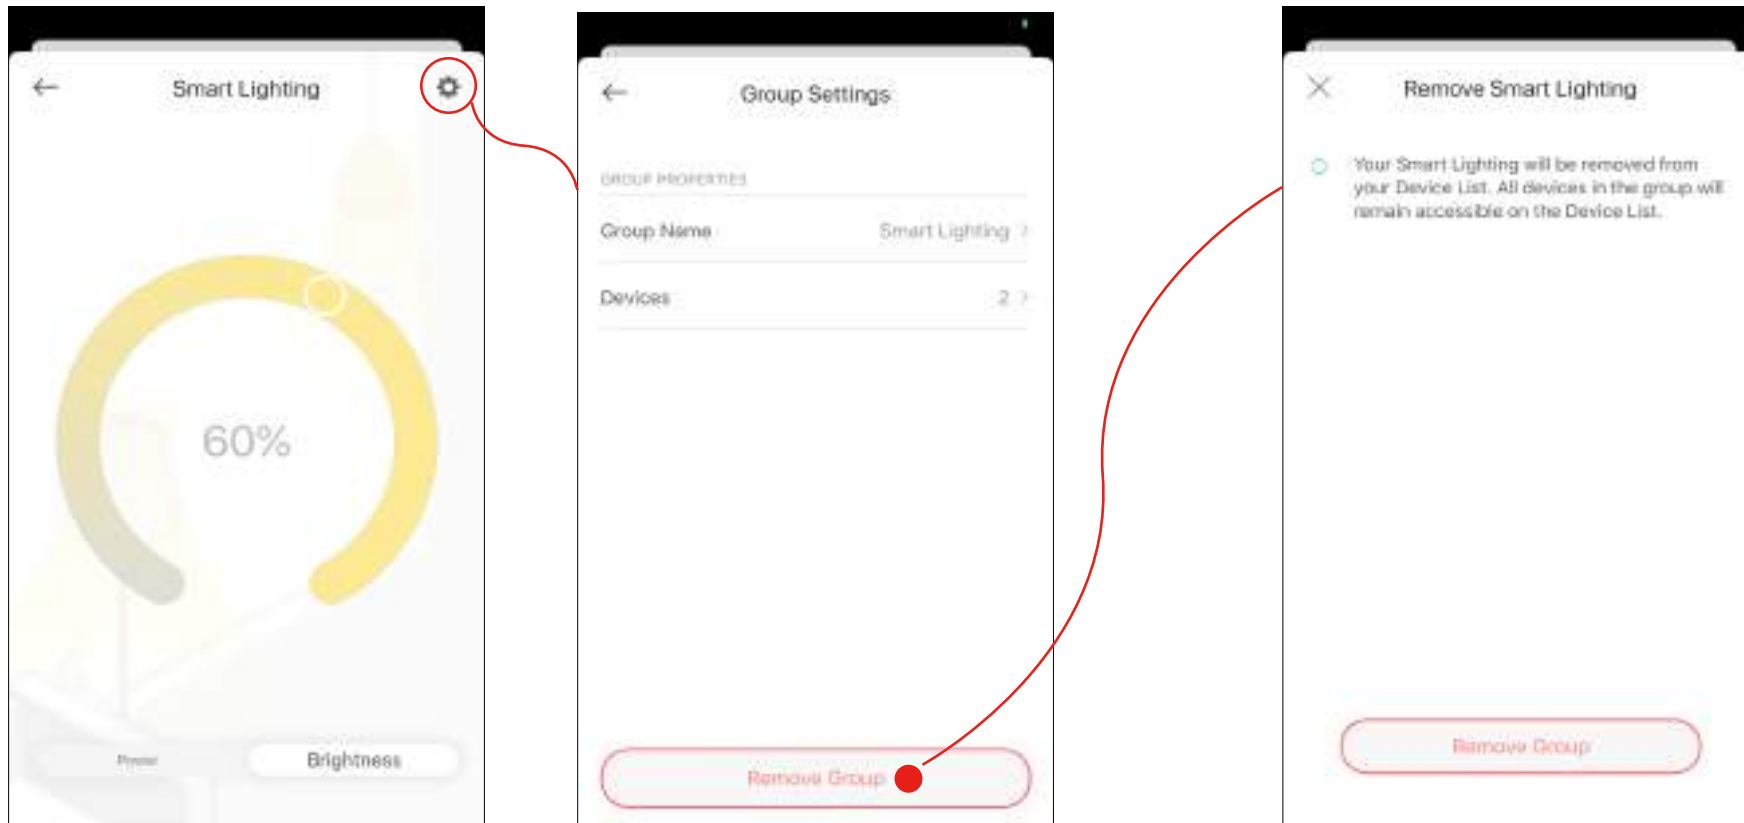 Smart Lighting
60%
Power
Brightness
Group Settings
GROUP PROPERTIES
Group Name
Smart Lighting
Devices
2
Remove Group
Remove Smart Lighting
Your Smart Lighting will be removed from
your Device List. All devices in the group will
remain accessible on the Device List.
Remove Group